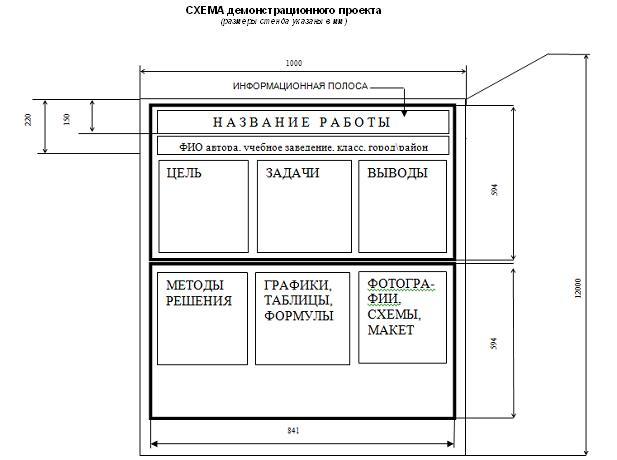 СХЕМА демонстрационного проекта
(размеры стенда указаны в мм)
1000
ИНФОРМАЦИОННАЯ ПОЛОСА
220
150
НАЗВАНИЕ РАБОТЫ
ФИО автора, учебное заведение, класс, город\район
ЦЕЛЬ
ЗАДАЧИ
ВЫВОДЫ
594
12000
МЕТОДЫ
РЕШЕНИЯ
ГРАФИКИ,
ТАБЛИЦЫ,
ФОРМУЛЫ
ФОТОГРА-
ФИИ,
СХЕМЫ,
МАКЕТ
594
841